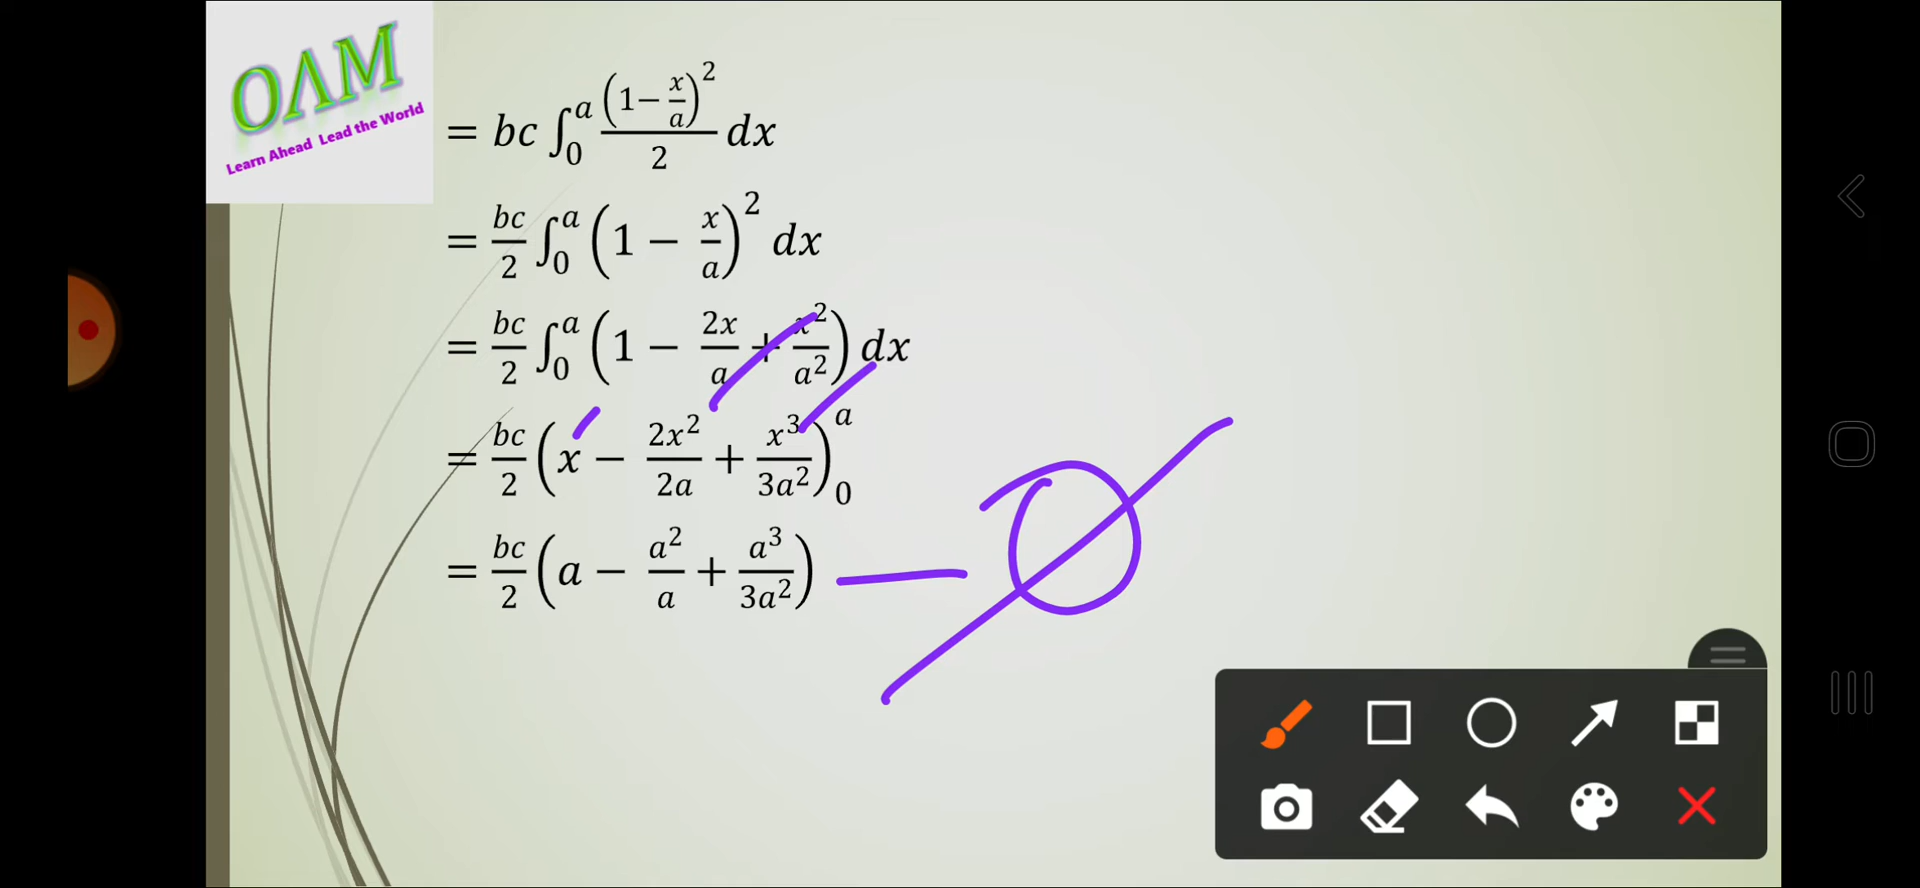 OΛM
Learn Ahead Lead the World
= bc ∫₀ᵃ (1−x/a)²/2 dx
= bc/2 ∫₀ᵃ (1 − x/a)² dx
= bc/2 ∫₀ᵃ (1 − 2x/a + x²/a²) dx
= bc/2 (x − 2x²/2a + x³/3a²)₀ᵃ
= bc/2 (a − a²/a + a³/3a²) — 0